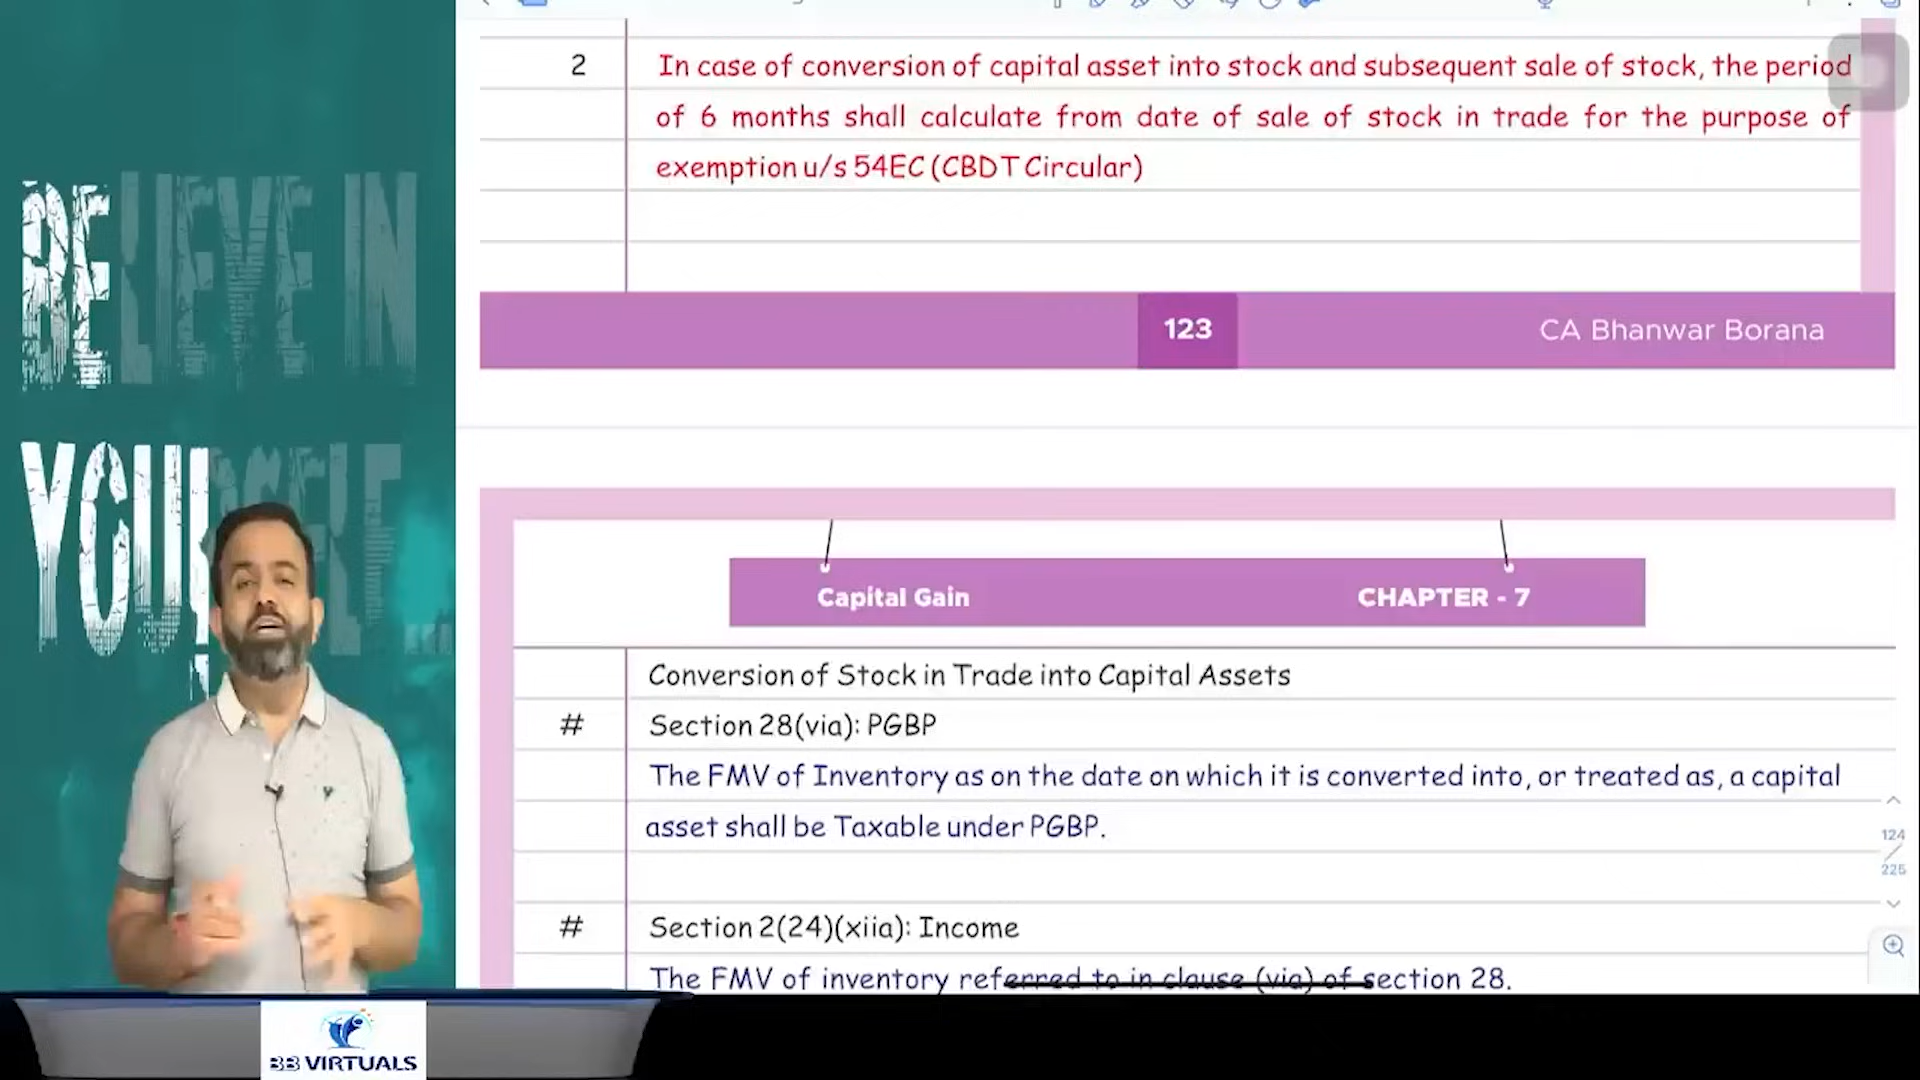 BELIEVE IN
YOURSELF...
2
In case of conversion of capital asset into stock and subsequent sale of stock, the period
of 6 months shall calculate from date of sale of stock in trade for the purpose of
exemption u/s 54EC (CBDT Circular)
123
CA Bhanwar Borana
Capital Gain
CHAPTER - 7
Conversion of Stock in Trade into Capital Assets
# Section 28(via): PGBP
The FMV of Inventory as on the date on which it is converted into, or treated as, a capital
asset shall be Taxable under PGBP.
124
225
# Section 2(24)(xiia): Income
The FMV of inventory referred to in clause (via) of section 28.
BB VIRTUALS